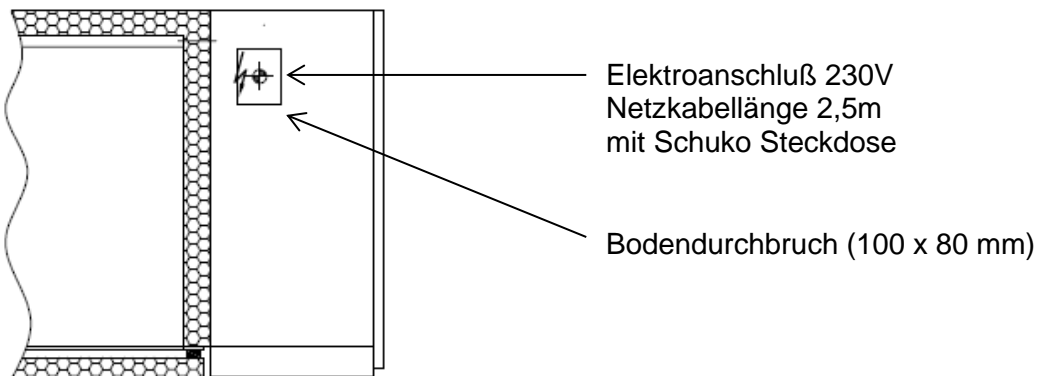 Elektroanschluß 230V
Netzkabellänge 2,5m
mit Schuko Steckdose
Bodendurchbruch (100 x 80 mm)